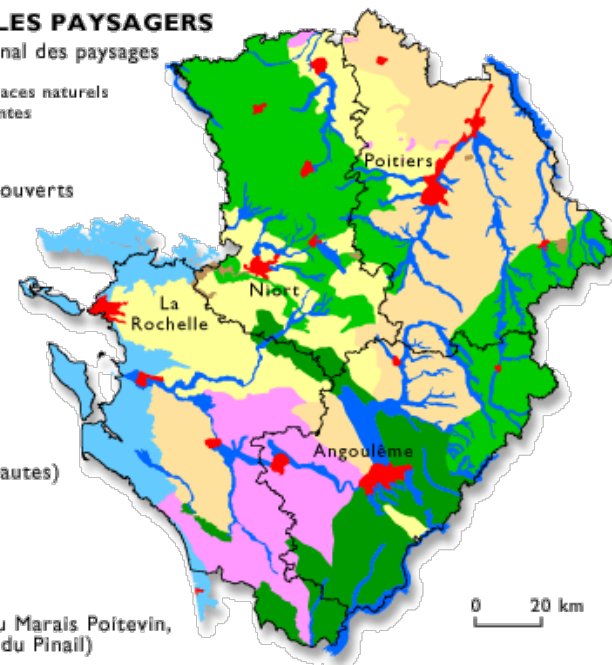 LES PAYSAGERS
nal des paysages
aces naturels
ntes
Poitiers
ouverts
Niort
La
Rochelle
Angoulême
autes)
0 20 km
u Marais Poitevin,
du Pinail)